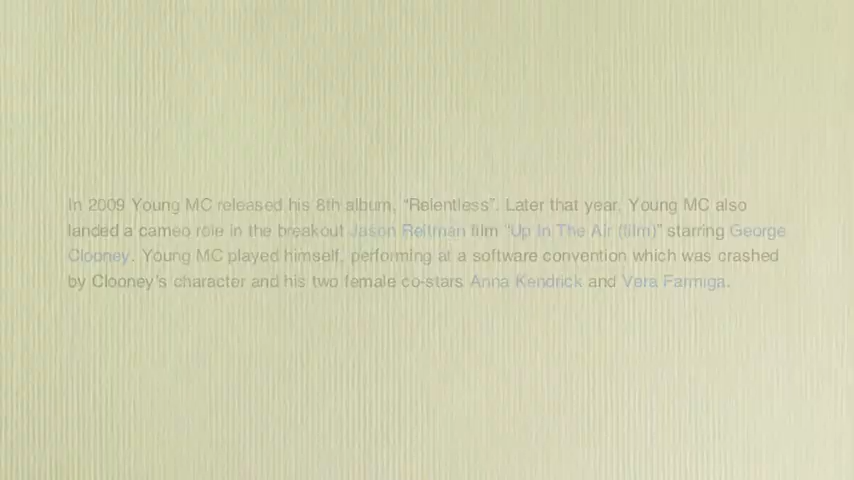 In 2009 Young MC released his 8th album, “Relentless”. Later that year, Young MC also
landed a cameo role in the breakout Jason Reitman film “Up In The Air (film)” starring George
Clooney. Young MC played himself, performing at a software convention which was crashed
by Clooney’s character and his two female co-stars Anna Kendrick and Vera Farmiga.